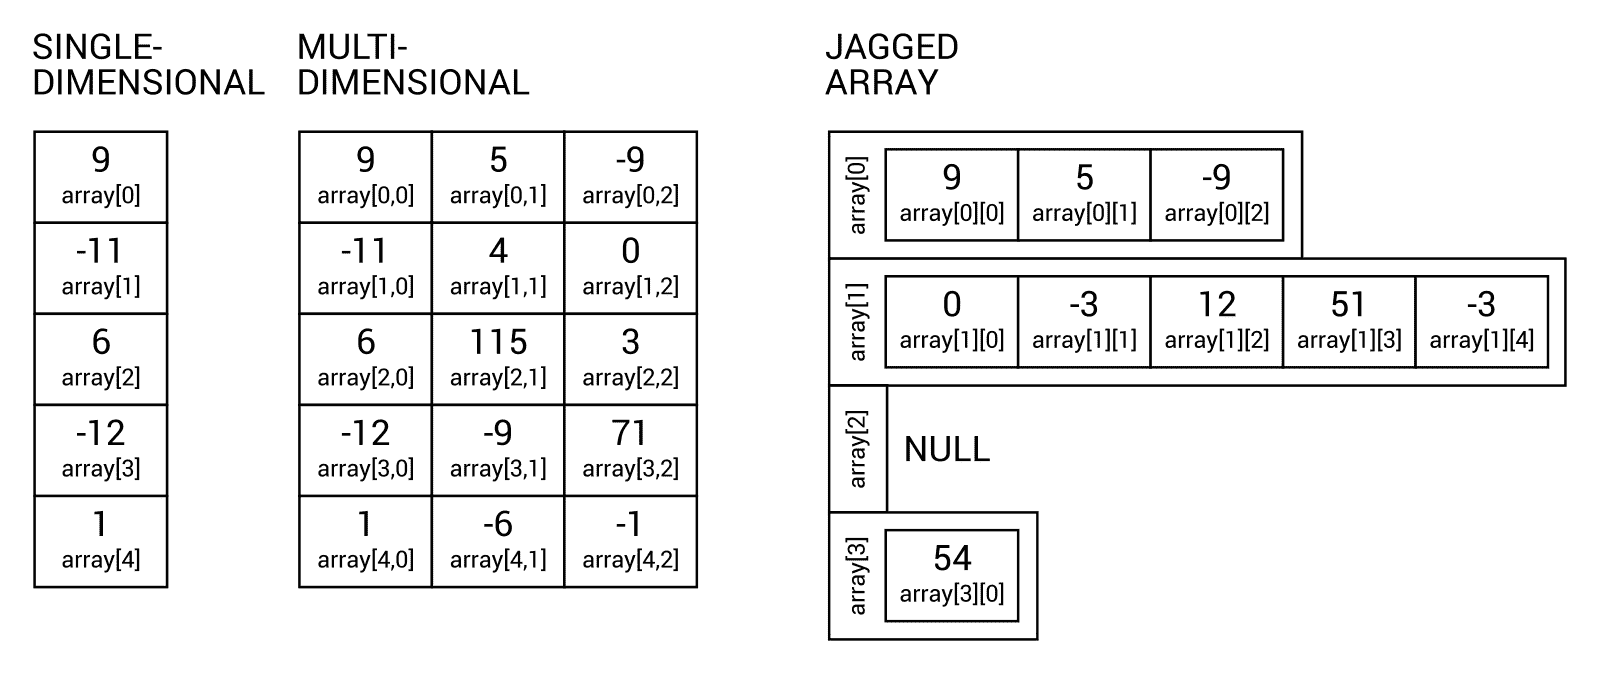 SINGLE-
DIMENSIONAL
9
array[0]
-11
array[1]
6
array[2]
-12
array[3]
1
array[4]
MULTI-
DIMENSIONAL
9 5 -9
array[0,0] array[0,1] array[0,2]
-11 4 0
array[1,0] array[1,1] array[1,2]
6 115 3
array[2,0] array[2,1] array[2,2]
-12 -9 71
array[3,0] array[3,1] array[3,2]
1 -6 -1
array[4,0] array[4,1] array[4,2]
JAGGED
ARRAY
array[0]
9 5 -9
array[0][0] array[0][1] array[0][2]
array[1]
0 -3 12 51 -3
array[1][0] array[1][1] array[1][2] array[1][3] array[1][4]
array[2]
NULL
array[3]
54
array[3][0]